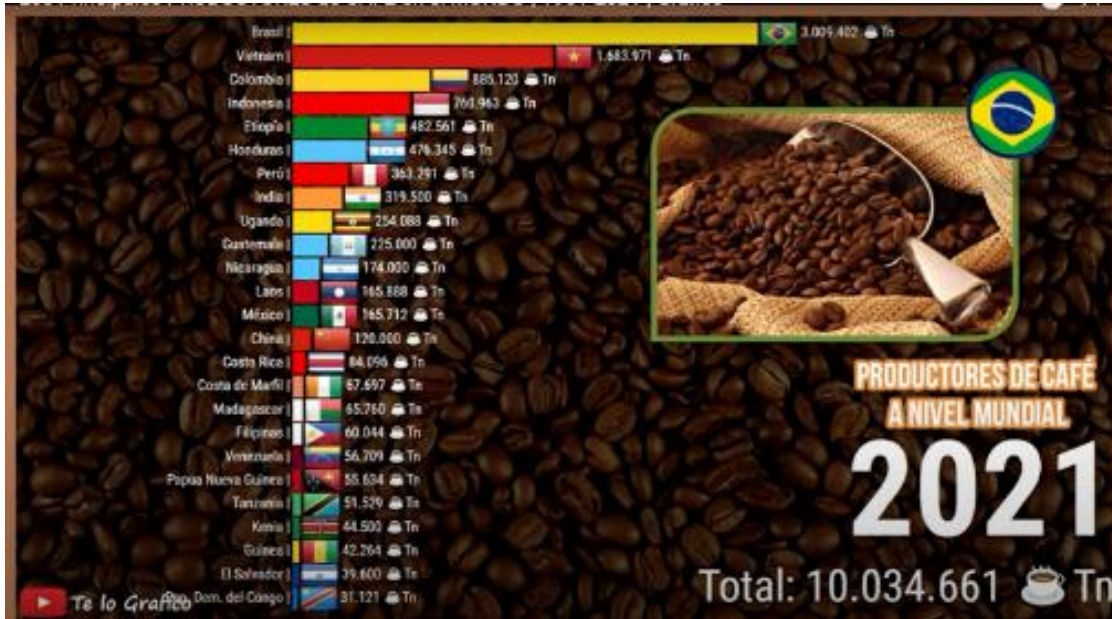 Brasil 3.009.402 Tn
Vietnam 1.683.971 Tn
Colombia 885.120 Tn
Indonesia 760.963 Tn
Etiopía 482.561 Tn
Honduras 476.345 Tn
Perú 363.291 Tn
India 319.500 Tn
Uganda 254.088 Tn
Guatemala 225.000 Tn
Nicaragua 174.000 Tn
Laos 165.888 Tn
México 165.712 Tn
China 120.000 Tn
Costa Rica 84.096 Tn
Costa de Marfil 67.697 Tn
Madagascar 65.760 Tn
Filipinas 60.044 Tn
Venezuela 56.709 Tn
Papúa Nueva Guinea 55.634 Tn
Tanzania 51.529 Tn
Kenia 44.500 Tn
Guinea 42.264 Tn
El Salvador 39.600 Tn
Dem. del Congo 31.121 Tn
PRODUCTORES DE CAFÉ
A NIVEL MUNDIAL
2021
Total: 10.034.661 Tn
Te lo Grafico